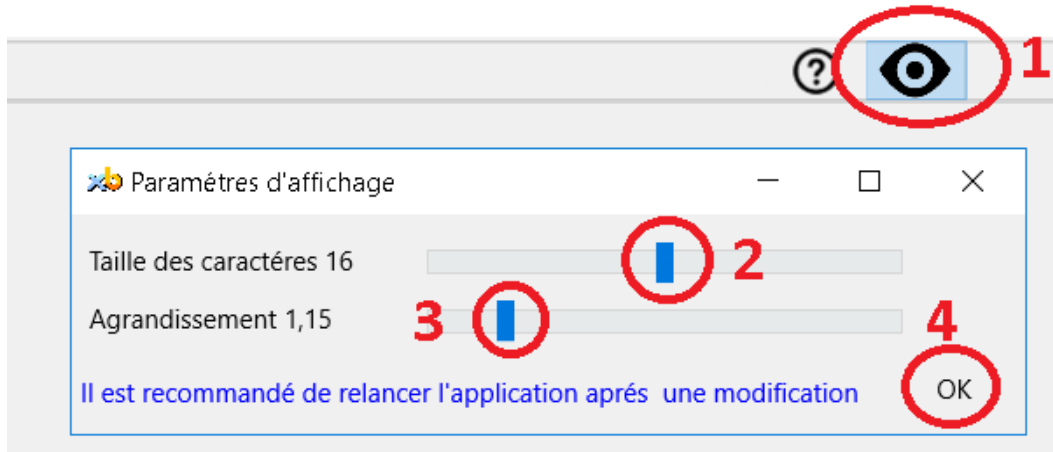 ? 1
xb Paramétres d'affichage
Taille des caractéres 16 2
Agrandissement 1,15 3
4
Il est recommandé de relancer l'application aprés  une modification OK